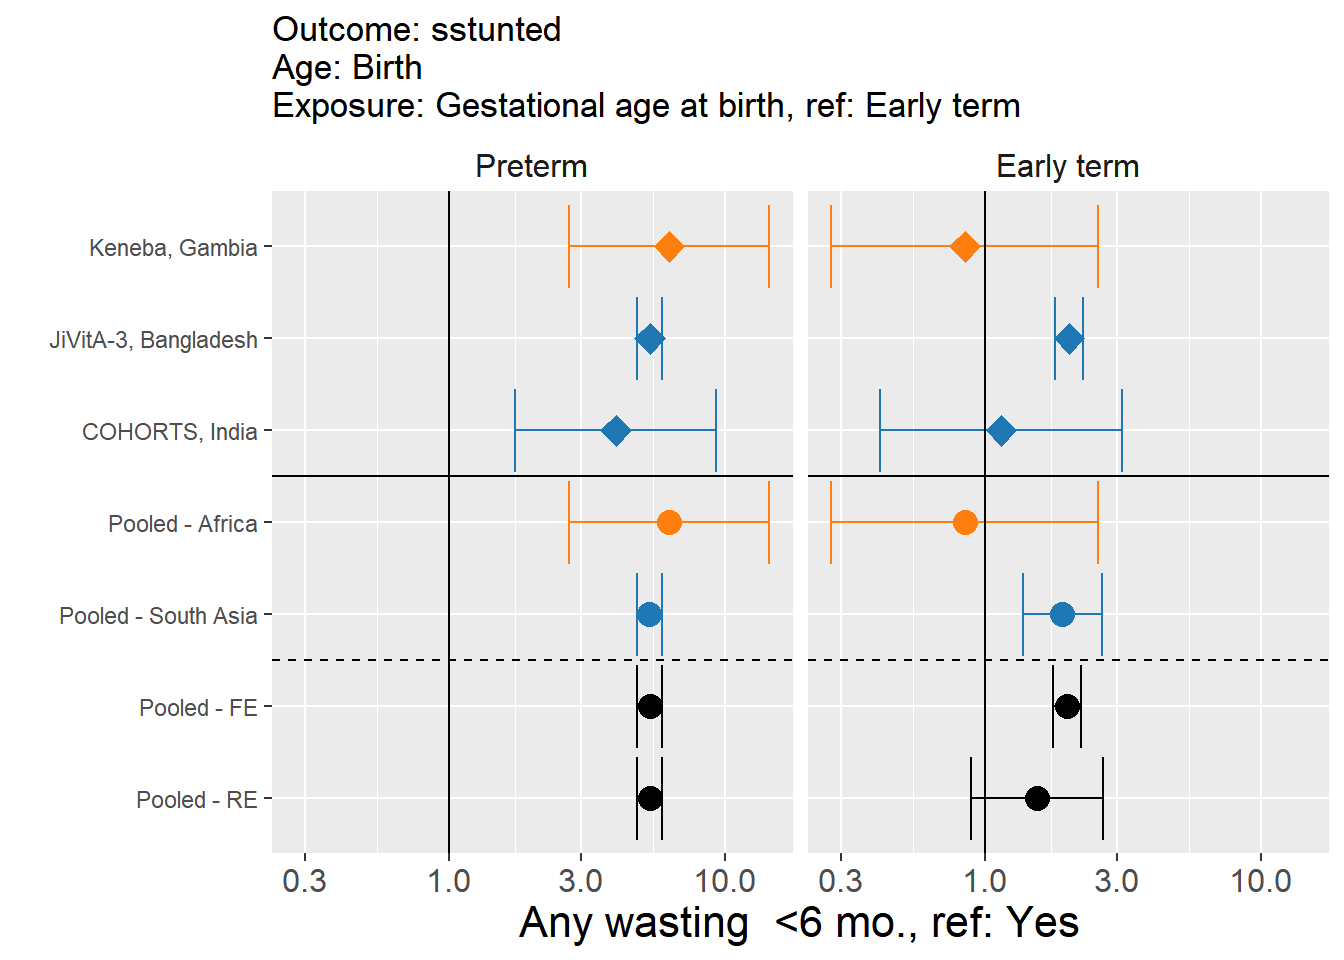 Outcome: sstunted
Age: Birth
Exposure: Gestational age at birth, ref: Early term
Preterm Early term
Keneba, Gambia
JiVitA-3, Bangladesh
COHORTS, India
Pooled - Africa
Pooled - South Asia
Pooled - FE
Pooled - RE
0.3 1.0 3.0 10.0 0.3 1.0 3.0 10.0
Any wasting  <6 mo., ref: Yes